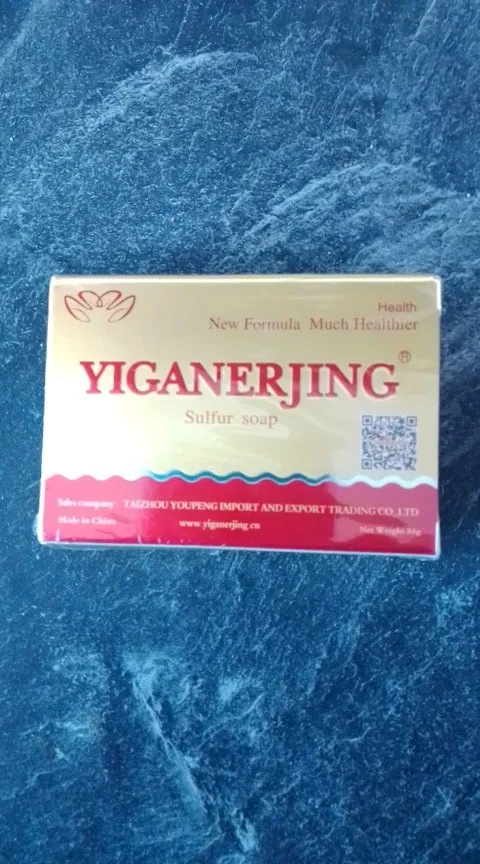 Health
New Formula Much Healthier
YIGANERJING®
Sulfur soap
Sales company: TAIZHOU YOUPENG IMPORT AND EXPORT TRADING CO.,LTD
Made in China
www.yiganerjing.cn
Net Weight 84g